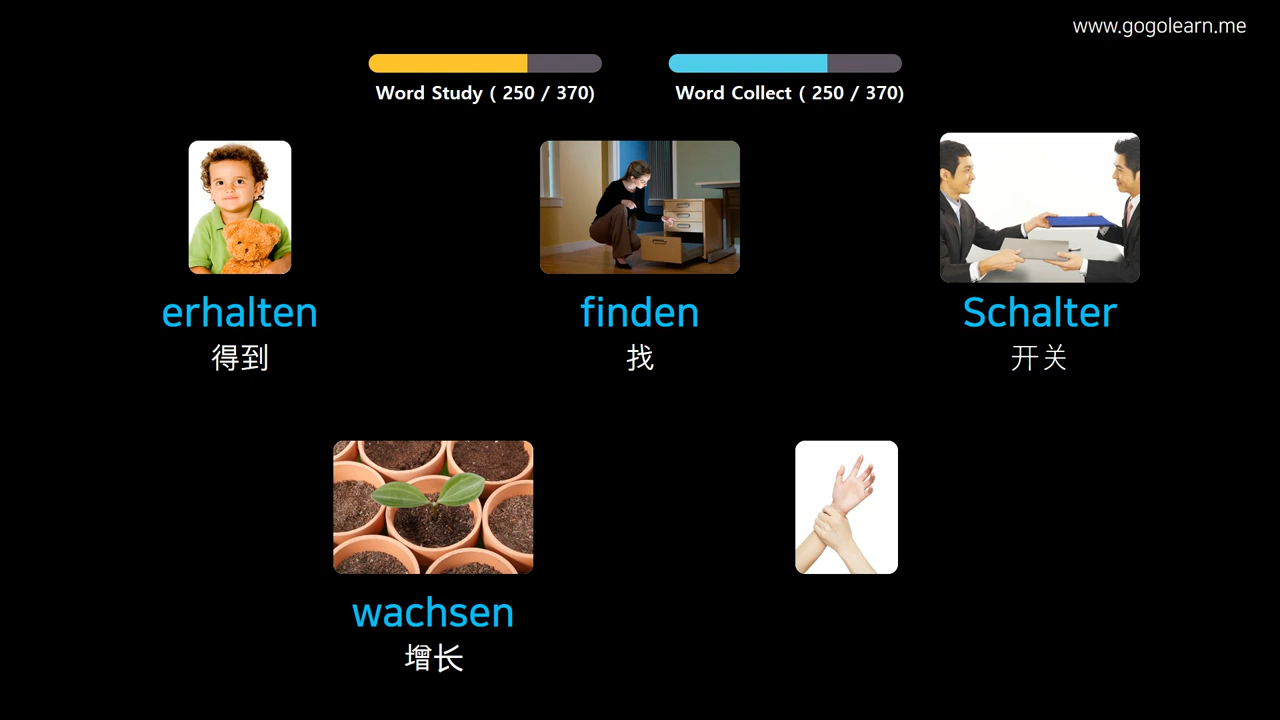 www.gogolearn.me
Word Study ( 250 / 370)
Word Collect ( 250 / 370)
erhalten
得到
finden
找
Schalter
开关
wachsen
增长